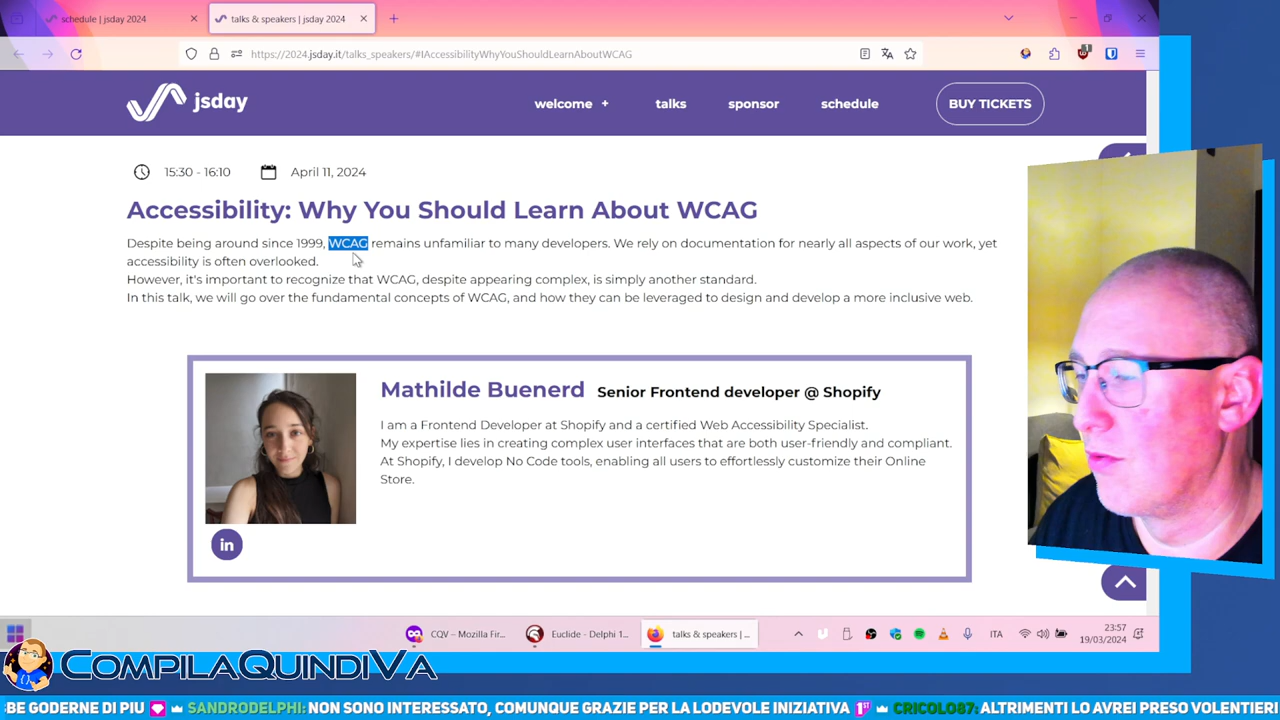 schedule | jsday 2024
talks & speakers | jsday 2024
https://2024.jsday.it/talks_speakers/#IAccessibilityWhyYouShouldLearnAboutWCAG
1
jsday
welcome +
talks
sponsor
schedule
BUY TICKETS
15:30 - 16:10
April 11, 2024
Accessibility: Why You Should Learn About WCAG
Despite being around since 1999, WCAG remains unfamiliar to many developers. We rely on documentation for nearly all aspects of our work, yet
accessibility is often overlooked.
However, it's important to recognize that WCAG, despite appearing complex, is simply another standard.
In this talk, we will go over the fundamental concepts of WCAG, and how they can be leveraged to design and develop a more inclusive web.
Mathilde Buenerd Senior Frontend developer @ Shopify
I am a Frontend Developer at Shopify and a certified Web Accessibility Specialist.
My expertise lies in creating complex user interfaces that are both user-friendly and compliant.
At Shopify, I develop No Code tools, enabling all users to effortlessly customize their Online
Store.
in
CQV – Mozilla Fir...
Euclide - Delphi 1...
talks & speakers | ...
ITA
23:57
19/03/2024
COMPILAQUINDIVA
BE GODERNE DI PIU SANDRODELPHI: NON SONO INTERESSATO, COMUNQUE GRAZIE PER LA LODEVOLE INIZIATIVA 1ST CRICOLO87: ALTRIMENTI LO AVREI PRESO VOLENTIERI